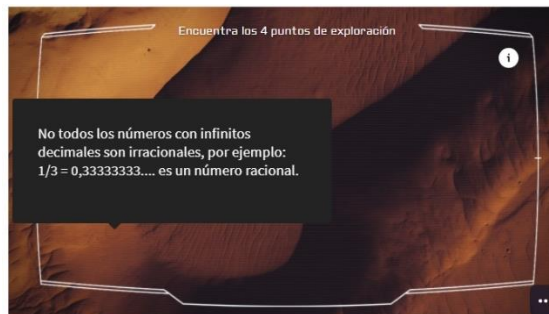 Encuentra los 4 puntos de exploración
i
No todos los números con infinitos
decimales son irracionales, por ejemplo:
1/3 = 0,33333333.... es un número racional.